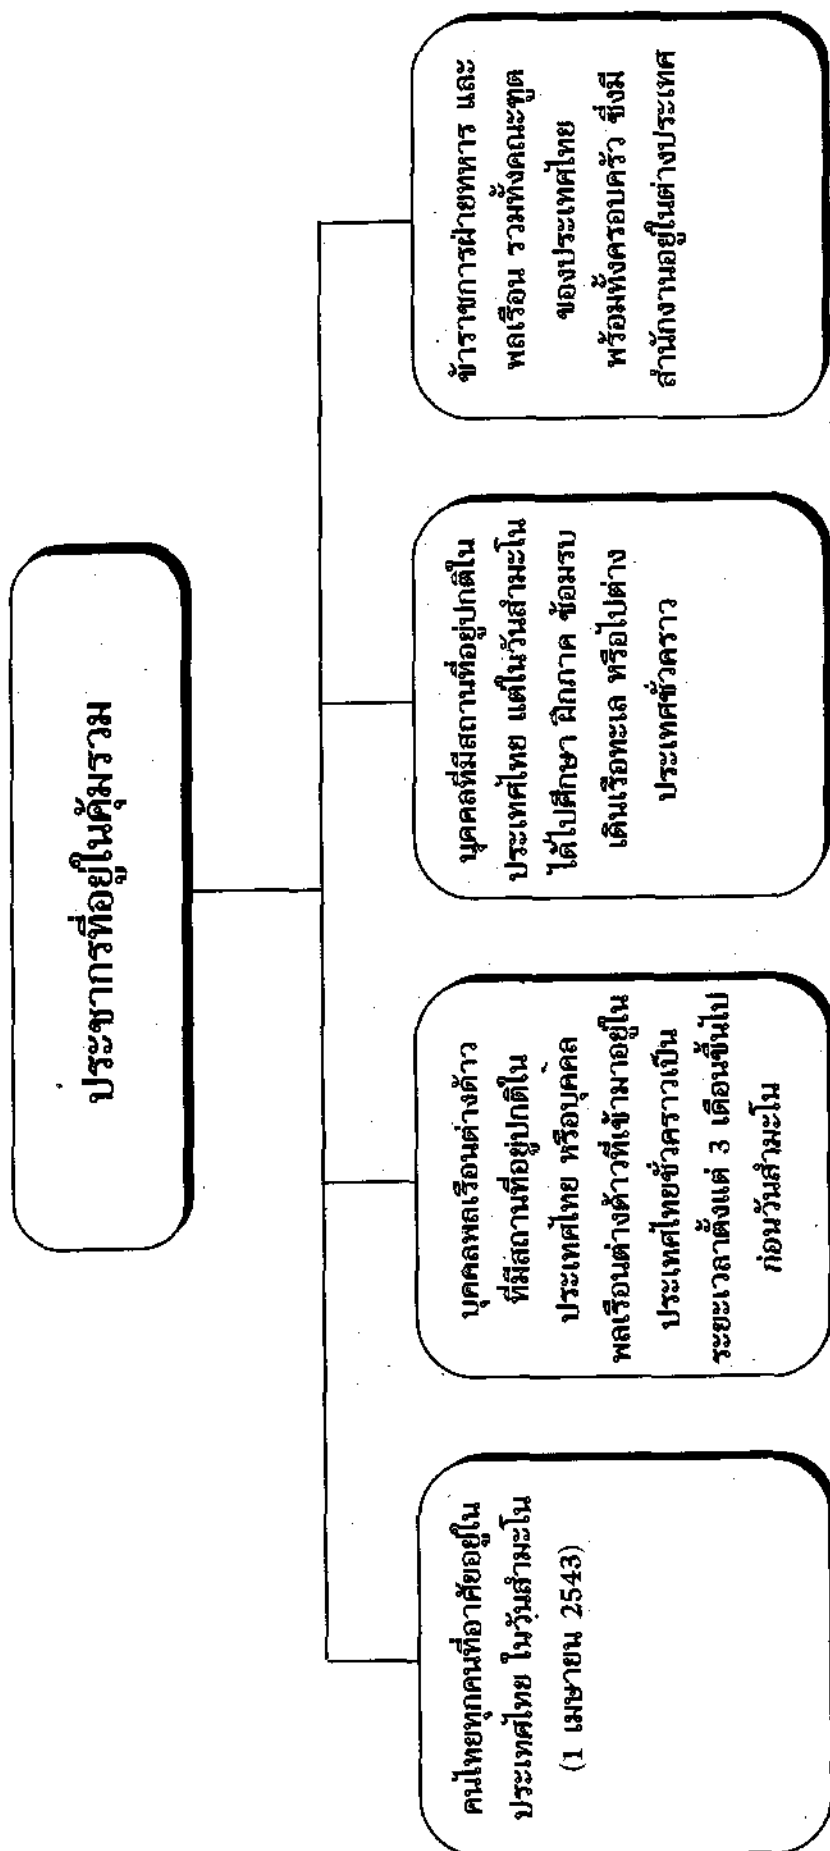 ประชากรที่อยู่ในคุ้มรวม
คนไทยทุกคนที่อาศัยอยู่ใน
ประเทศไทย ในวันสำมะโน
(1 เมษายน 2543)
บุคคลพลเรือนต่างด้าว
ที่มีสถานที่อยู่ปกติใน
ประเทศไทย หรือบุคคล
พลเรือนต่างด้าวที่เข้ามาอยู่ใน
ประเทศไทยชั่วคราวเป็น
ระยะเวลาตั้งแต่ 3 เดือนขึ้นไป
ก่อนวันสำมะโน
บุคคลที่มีสถานที่อยู่ปกติใน
ประเทศไทย แต่ในวันสำมะโน
ได้ไปศึกษา ฝึกภาค ซ้อมรบ
เดินเรือทะเล หรือไปต่าง
ประเทศชั่วคราว
ข้าราชการฝ่ายทหาร และ
พลเรือน รวมทั้งคณะทูต
ของประเทศไทย
พร้อมทั้งครอบครัว ซึ่งมี
สำนักงานอยู่ในต่างประเทศ